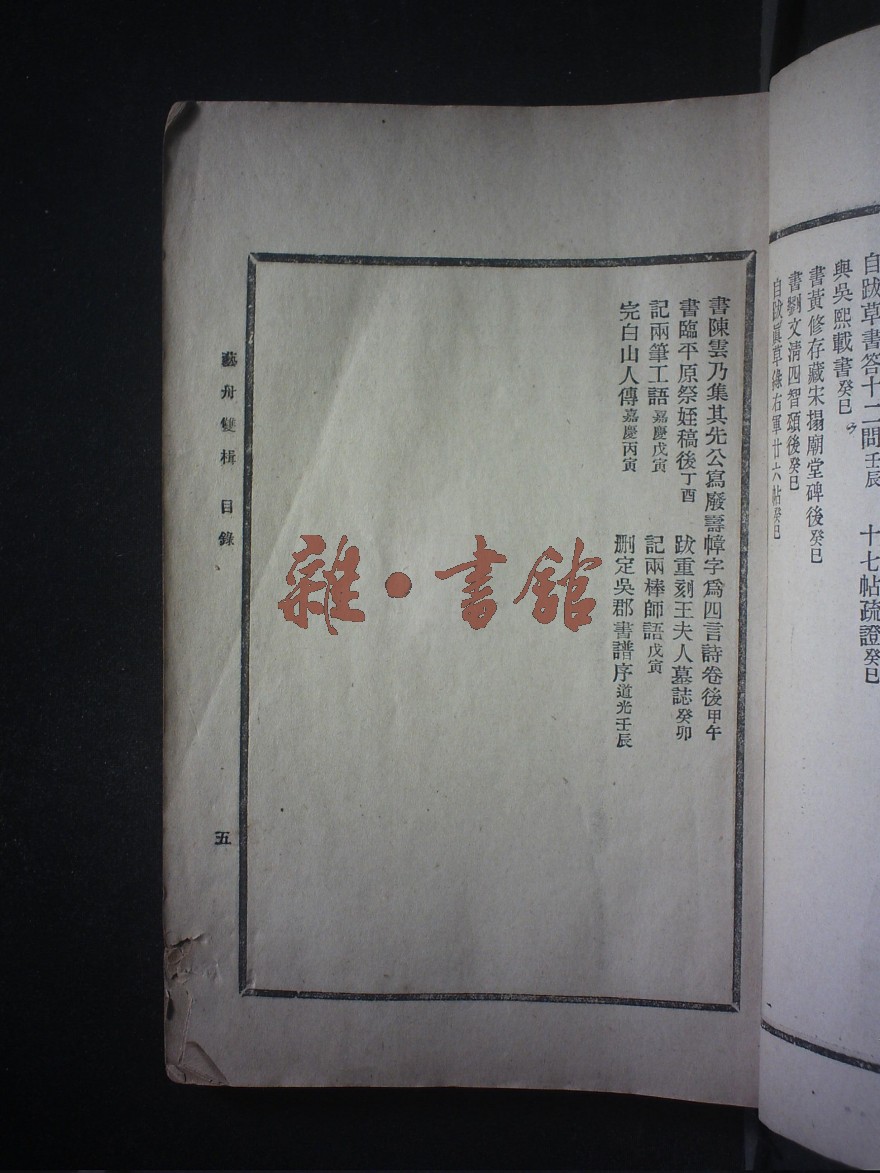 自跋草書答十二問壬辰　十七帖疏證癸巳
與吳熙載書癸巳
書黃修存藏宋搨廟堂碑後癸巳
書劉文清四智頌後癸巳
自跋眞草錄右軍廿六帖癸巳
書陳雲乃集其先公寫廢壽幛字爲四言詩卷後甲午
書臨平原祭姪稿後丁酉　跋重刻王夫人墓誌癸卯
記兩筆工語嘉慶戊寅　記兩棒師語戊寅
完白山人傳嘉慶丙寅　删定吳郡書譜序道光壬辰
藝舟雙楫　目錄　五
雜·書館